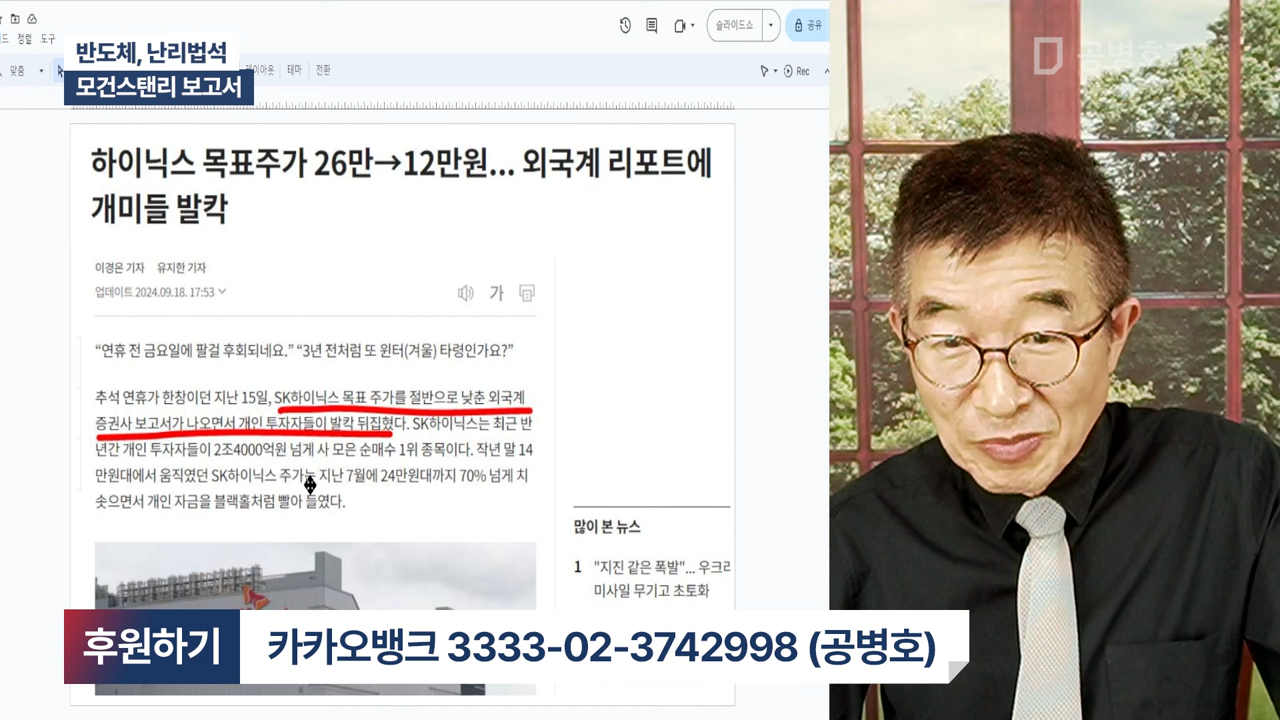 정렬 도구
슬라이드쇼
공유
맞춤
테마
전환
Rec
반도체, 난리법석
모건스탠리 보고서
공병호
하이닉스 목표주가 26만→12만원... 외국계 리포트에
개미들 발칵
이경은 기자 유지한 기자
업데이트 2024.09.18. 17:53
가
“연휴 전 금요일에 팔걸 후회되네요.” “3년 전처럼 또 윈터(겨울) 타령인가요?”
추석 연휴가 한창이던 지난 15일, SK하이닉스 목표 주가를 절반으로 낮춘 외국계
증권사 보고서가 나오면서 개인 투자자들이 발칵 뒤집혔다. SK하이닉스는 최근 반
년간 개인 투자자들이 2조4000억원 넘게 사 모은 순매수 1위 종목이다. 작년 말 14
만원대에서 움직였던 SK하이닉스 주가는 지난 7월에 24만원대까지 70% 넘게 치
솟으면서 개인 자금을 블랙홀처럼 빨아 들였다.
많이 본 뉴스
1 "지진 같은 폭발"... 우크라
미사일 무기고 초토화
후원하기
카카오뱅크 3333-02-3742998 (공병호)